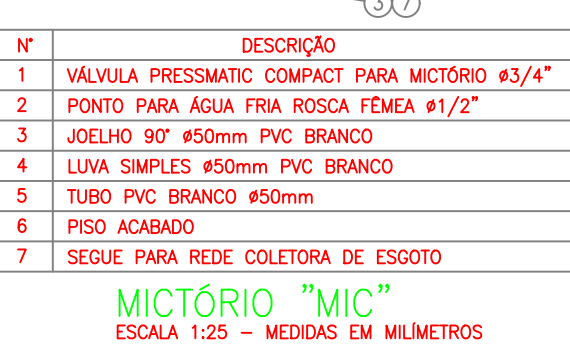 3 7
N° DESCRIÇÃO
1 VÁLVULA PRESSMATIC COMPACT PARA MICTÓRIO ø3/4"
2 PONTO PARA ÁGUA FRIA ROSCA FÊMEA ø1/2"
3 JOELHO 90° ø50mm PVC BRANCO
4 LUVA SIMPLES ø50mm PVC BRANCO
5 TUBO PVC BRANCO ø50mm
6 PISO ACABADO
7 SEGUE PARA REDE COLETORA DE ESGOTO
MICTÓRIO "MIC"
ESCALA 1:25 – MEDIDAS EM MILÍMETROS